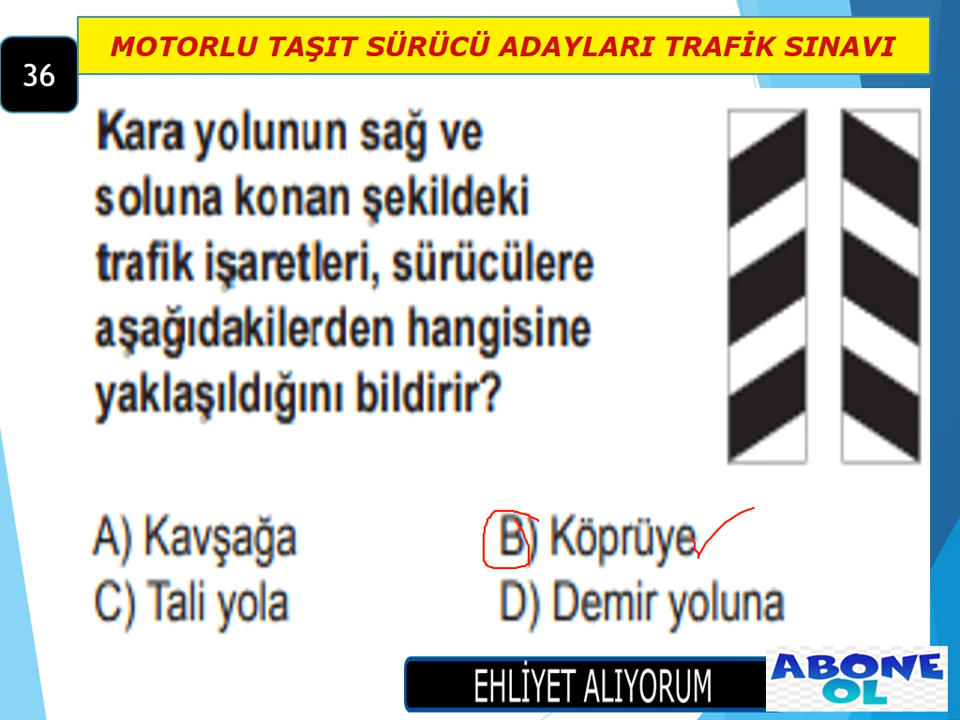 MOTORLU TAŞIT SÜRÜCÜ ADAYLARI TRAFİK SINAVI
36
Kara yolunun sağ ve
soluna konan şekildeki
trafik işaretleri, sürücülere
aşağıdakilerden hangisine
yaklaşıldığını bildirir?
A) Kavşağa
B) Köprüye
C) Tali yola
D) Demir yoluna
EHLİYET ALIYORUM
ABONE
OL